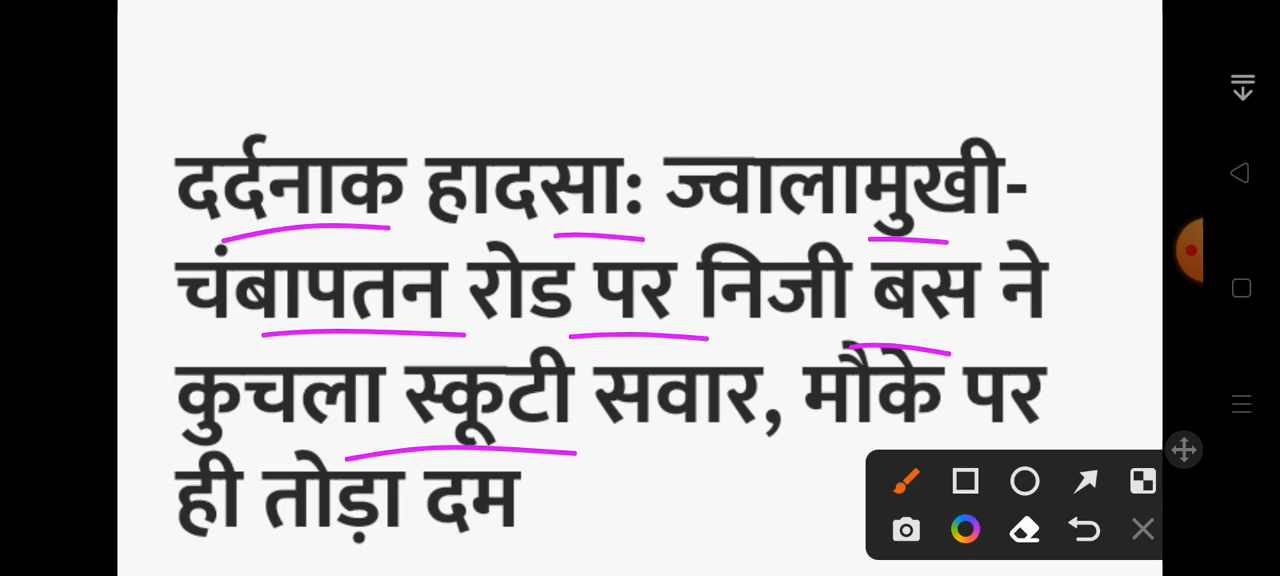 दर्दनाक हादसा: ज्वालामुखी-
चंबापतन रोड पर निजी बस ने
कुचला स्कूटी सवार, मौके पर
ही तोड़ा दम